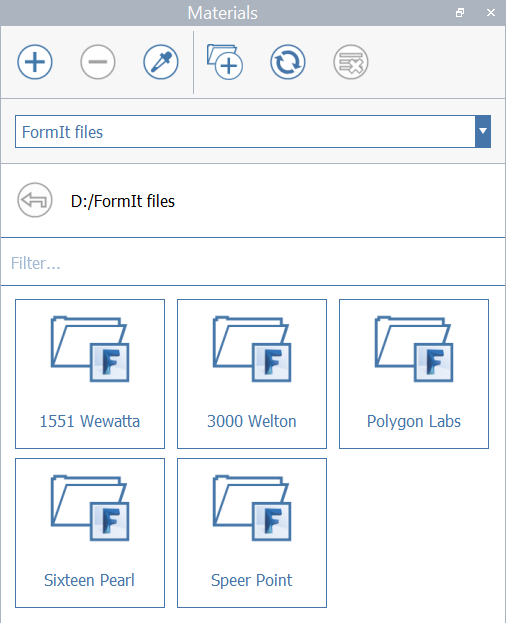 Materials
FormIt files
D:/FormIt files
Filter...
F F F
1551 Wewatta 3000 Welton Polygon Labs
F F
Sixteen Pearl Speer Point